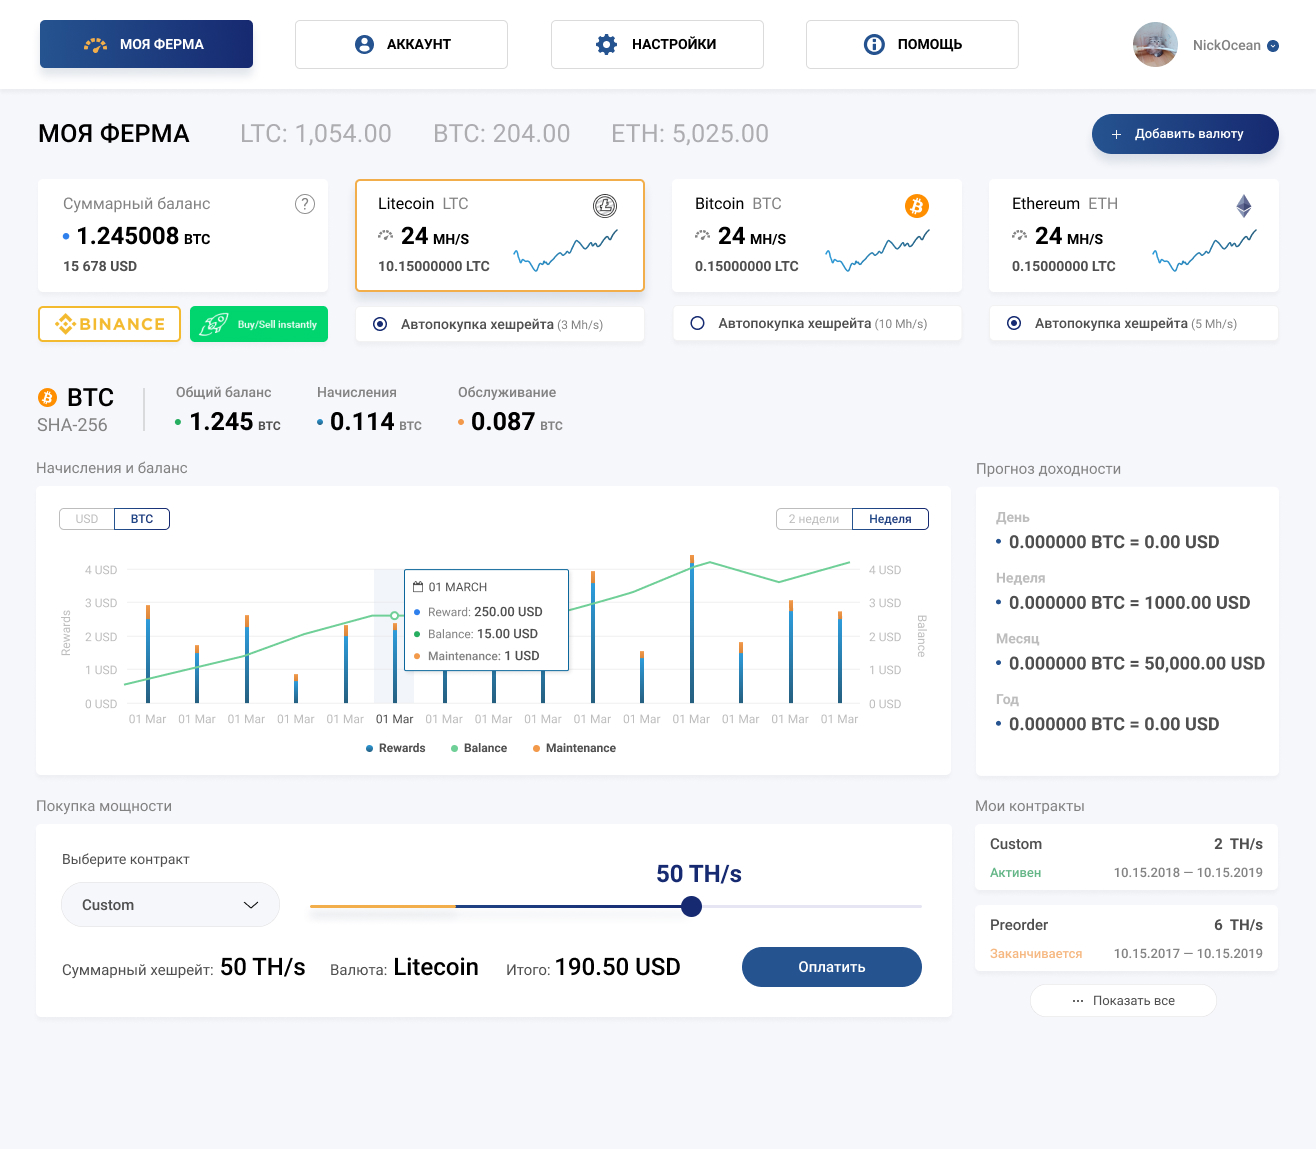 МОЯ ФЕРМА
АККАУНТ
НАСТРОЙКИ
ПОМОЩЬ
NickOcean
МОЯ ФЕРМА
LTC: 1,054.00
BTC: 204.00
ETH: 5,025.00
+ Добавить валюту
Суммарный баланс ?
1.245008 BTC
15 678 USD
Litecoin LTC
24 MH/S
10.15000000 LTC
Bitcoin BTC
24 MH/S
0.15000000 LTC
Ethereum ETH
24 MH/S
0.15000000 LTC
BINANCE
Buy/Sell instantly
Автопокупка хешрейта (3 Mh/s)
Автопокупка хешрейта (10 Mh/s)
Автопокупка хешрейта (5 Mh/s)
BTC
SHA-256
Общий баланс
1.245 BTC
Начисления
0.114 BTC
Обслуживание
0.087 BTC
Начисления и баланс
USD BTC
2 недели Неделя
4 USD
3 USD
2 USD
1 USD
0 USD
Rewards
01 MARCH
Reward: 250.00 USD
Balance: 15.00 USD
Maintenance: 1 USD
4 USD
3 USD
2 USD
1 USD
0 USD
Balance
01 Mar 01 Mar 01 Mar 01 Mar 01 Mar 01 Mar 01 Mar 01 Mar 01 Mar 01 Mar 01 Mar 01 Mar 01 Mar 01 Mar 01 Mar
Rewards Balance Maintenance
Прогноз доходности
День
0.000000 BTC = 0.00 USD
Неделя
0.000000 BTC = 1000.00 USD
Месяц
0.000000 BTC = 50,000.00 USD
Год
0.000000 BTC = 0.00 USD
Покупка мощности
Выберите контракт
Custom
50 TH/s
Суммарный хешрейт: 50 TH/s
Валюта: Litecoin
Итого: 190.50 USD
Оплатить
Мои контракты
Custom 2 TH/s
Активен 10.15.2018 — 10.15.2019
Preorder 6 TH/s
Заканчивается 10.15.2017 — 10.15.2019
··· Показать все